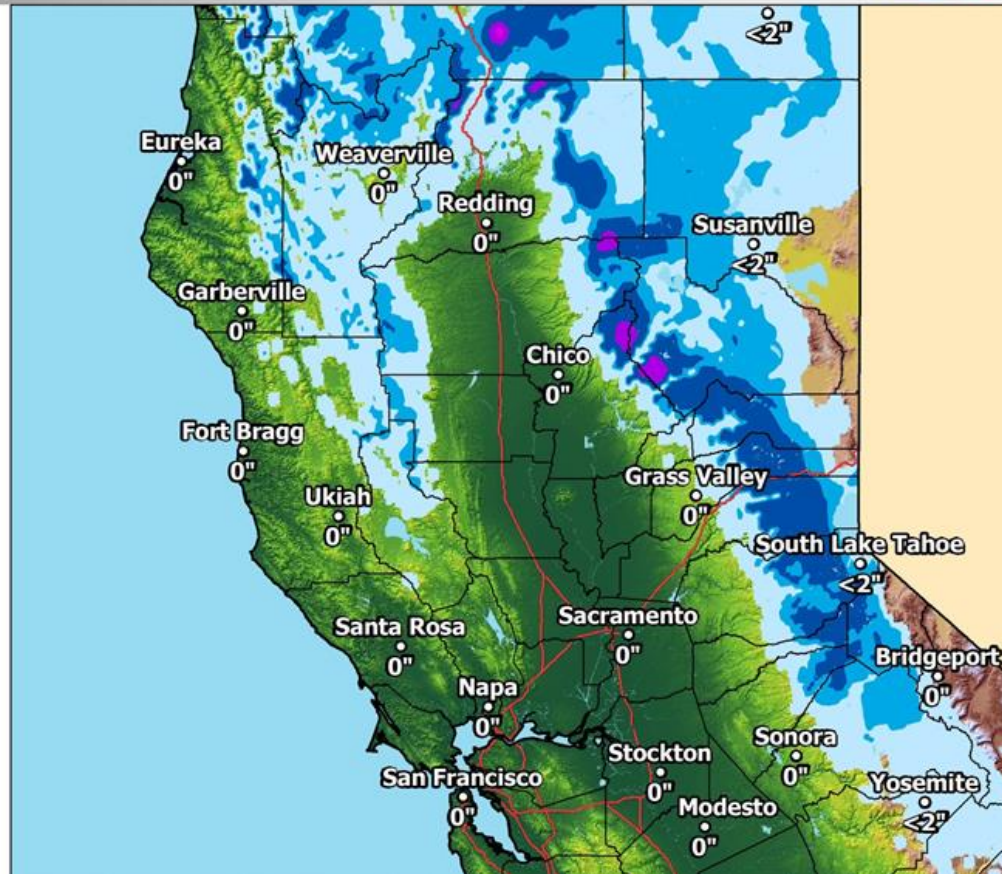 <2"
Eureka
0"
Weaverville
0"
Redding
0"
Susanville
<2"
Garberville
0"
Chico
0"
Fort Bragg
0"
Ukiah
0"
Grass Valley
0"
South Lake Tahoe
<2"
Santa Rosa
0"
Sacramento
0"
Bridgeport
0"
Napa
0"
San Francisco
0"
Stockton
0"
Sonora
0"
Modesto
0"
Yosemite
<2"